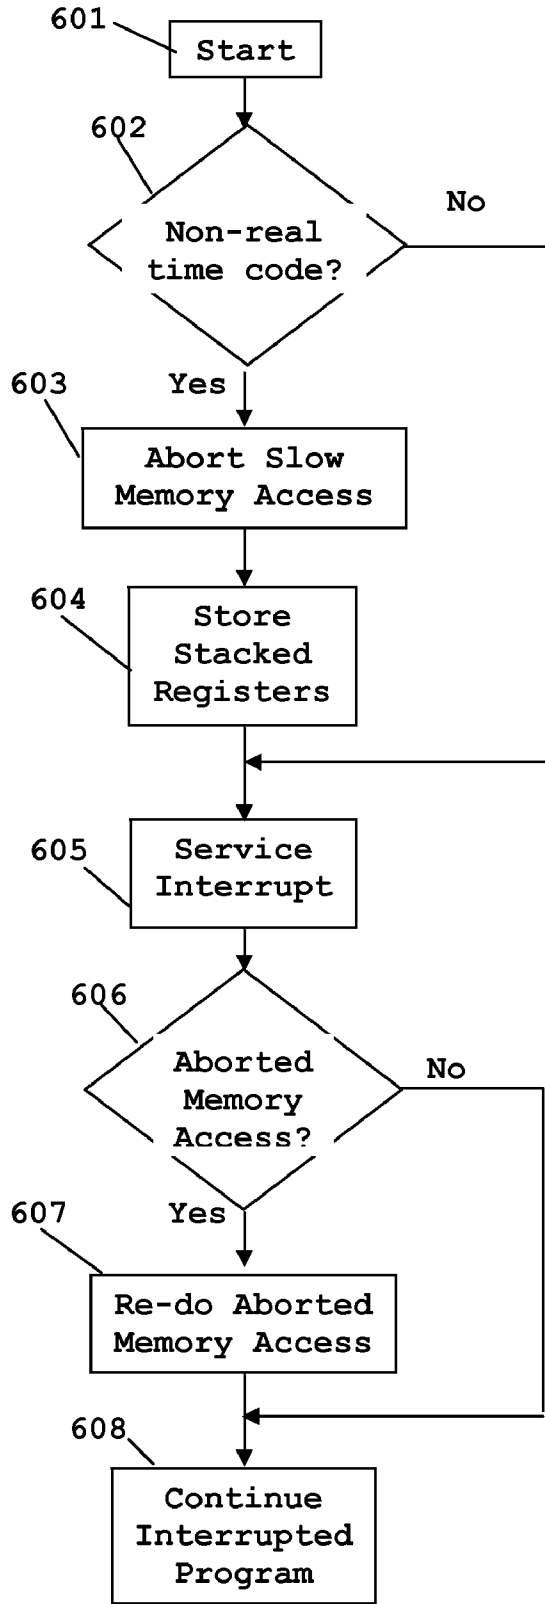 601
Start
602
No
Non-real
time code?
603
Yes
Abort Slow
Memory Access
604
Store
Stacked
Registers
605
Service
Interrupt
606
No
Aborted
Memory
Access?
607
Yes
Re-do Aborted
Memory Access
608
Continue
Interrupted
Program